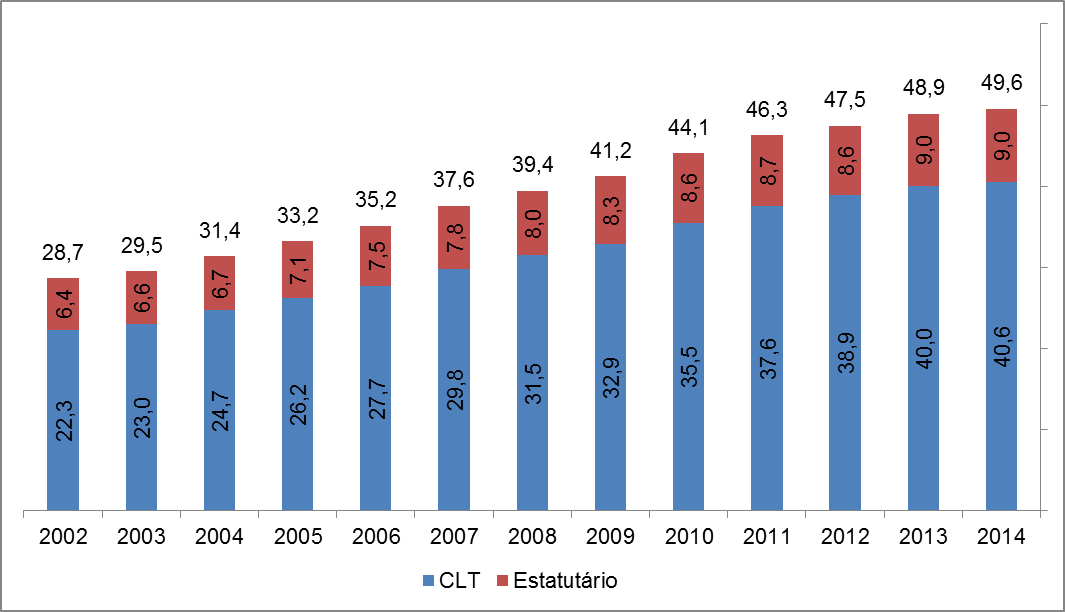 28,7 29,5 31,4 33,2 35,2 37,6 39,4 41,2 44,1 46,3 47,5 48,9 49,6
6,4 6,6 6,7 7,1 7,5 7,8 8,0 8,3 8,6 8,7 8,6 9,0 9,0
22,3 23,0 24,7 26,2 27,7 29,8 31,5 32,9 35,5 37,6 38,9 40,0 40,6
2002 2003 2004 2005 2006 2007 2008 2009 2010 2011 2012 2013 2014
CLT Estatutário